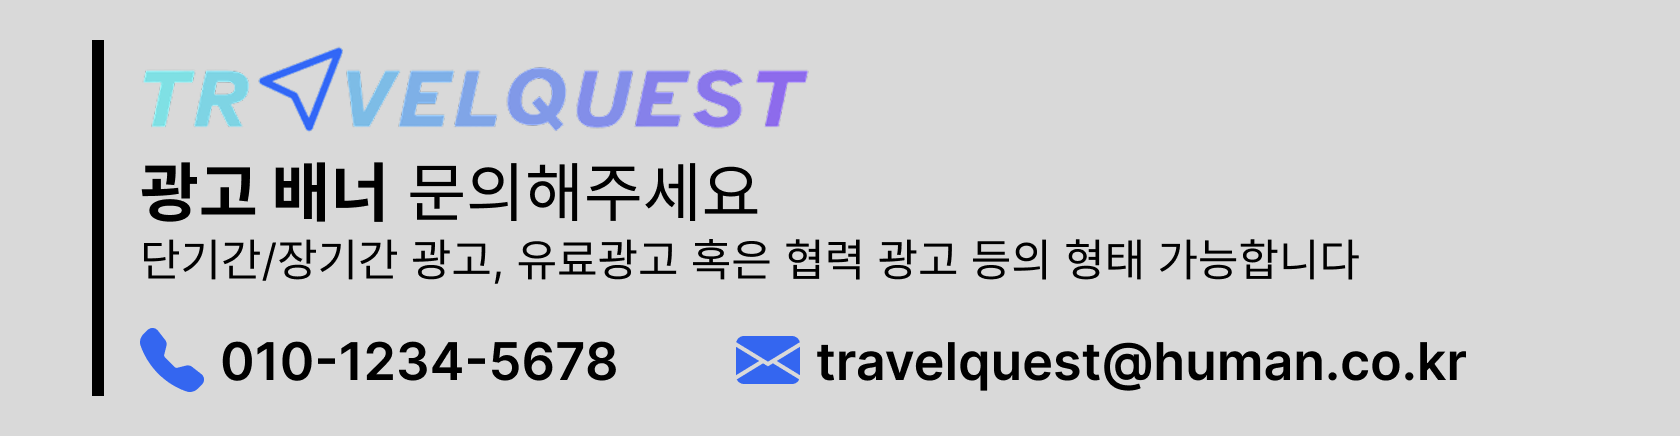 TRAVELQUEST
광고 배너 문의해주세요
단기간/장기간 광고, 유료광고 혹은 협력 광고 등의 형태 가능합니다
010-1234-5678 travelquest@human.co.kr